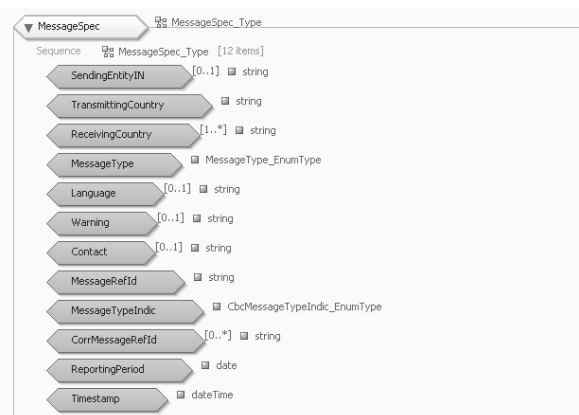 MessageSpec MessageSpec_Type
Sequence MessageSpec_Type [12 items]
SendingEntityIN [0..1] string
TransmittingCountry string
ReceivingCountry [1..*] string
MessageType MessageType_EnumType
Language [0..1] string
Warning [0..1] string
Contact [0..1] string
MessageRefId string
MessageTypeIndic CbcMessageTypeIndic_EnumType
CorrMessageRefId [0..*] string
ReportingPeriod date
Timestamp dateTime